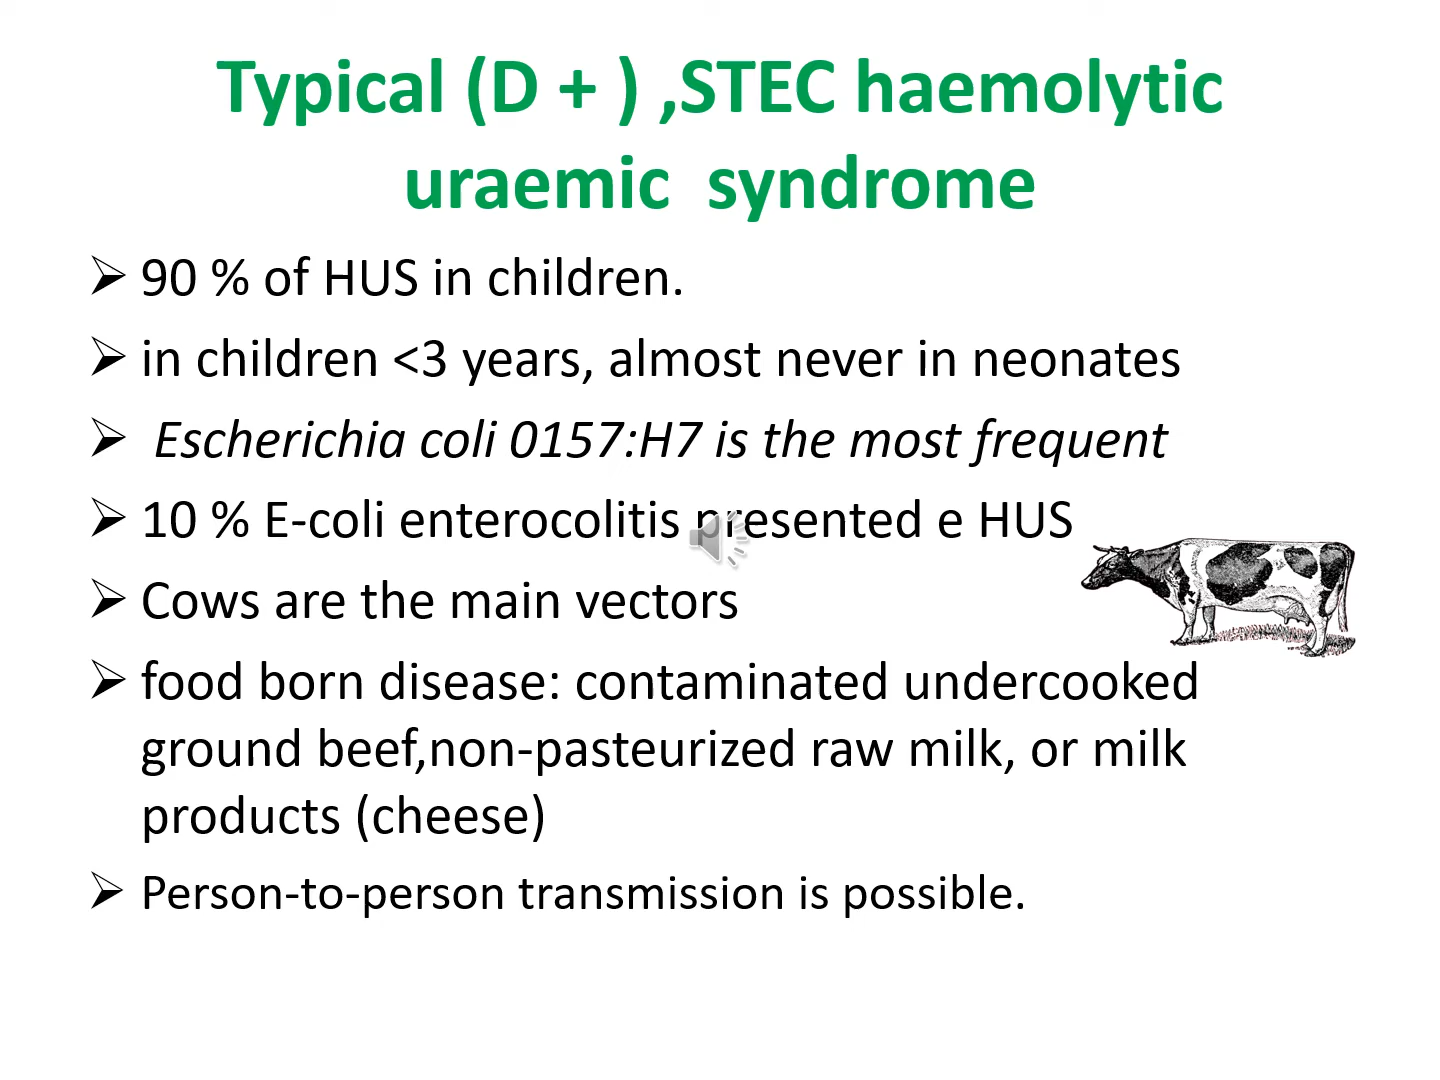 Typical (D + ) ,STEC haemolytic
uraemic syndrome
➢ 90 % of HUS in children.
➢ in children <3 years, almost never in neonates
➢ Escherichia coli 0157:H7 is the most frequent
➢ 10 % E-coli enterocolitis presented e HUS
➢ Cows are the main vectors
➢ food born disease: contaminated undercooked
ground beef,non-pasteurized raw milk, or milk
products (cheese)
➢ Person-to-person transmission is possible.